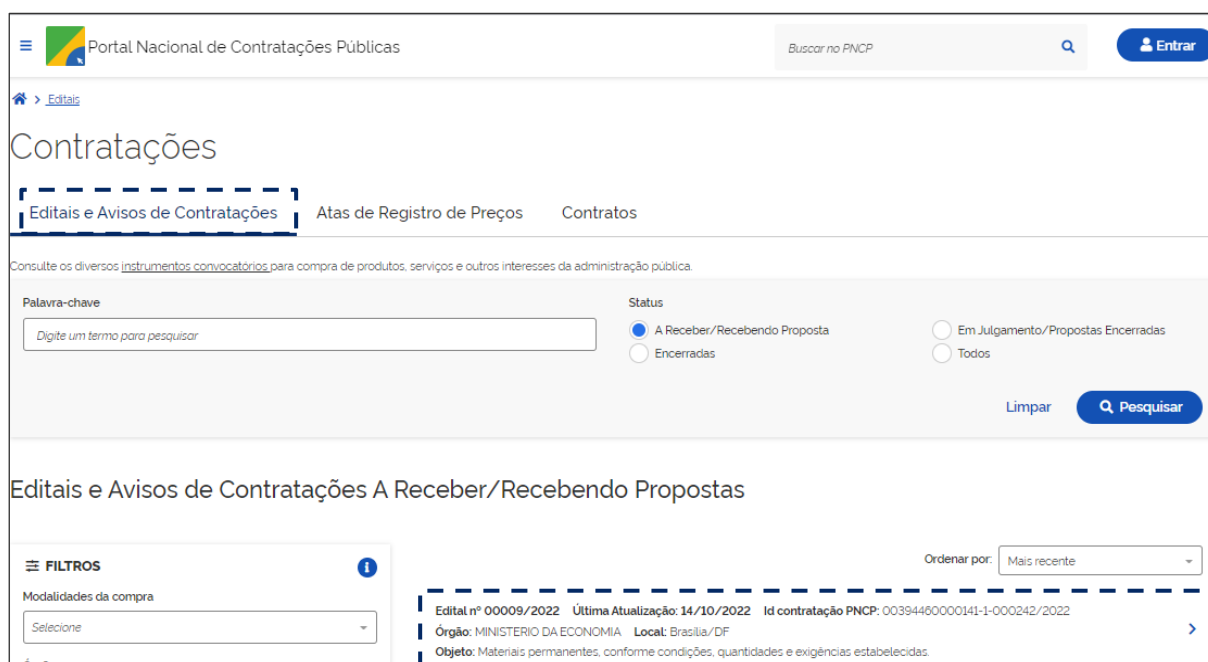 Portal Nacional de Contratações Públicas
Buscar no PNCP
Entrar
> Editais
Contratações
Editais e Avisos de Contratações
Atas de Registro de Preços
Contratos
Consulte os diversos instrumentos convocatórios para compra de produtos, serviços e outros interesses da administração pública.
Palavra-chave
Status
Digite um termo para pesquisar
A Receber/Recebendo Proposta
Em Julgamento/Propostas Encerradas
Encerradas
Todos
Limpar
Pesquisar
Editais e Avisos de Contratações A Receber/Recebendo Propostas
FILTROS
Ordenar por: Mais recente
Modalidades da compra
Selecione
Edital nº 00009/2022 Última Atualização: 14/10/2022 Id contratação PNCP: 00394460000141-1-000242/2022
Órgão: MINISTERIO DA ECONOMIA Local: Brasília/DF
Objeto: Materiais permanentes, conforme condições, quantidades e exigências estabelecidas.